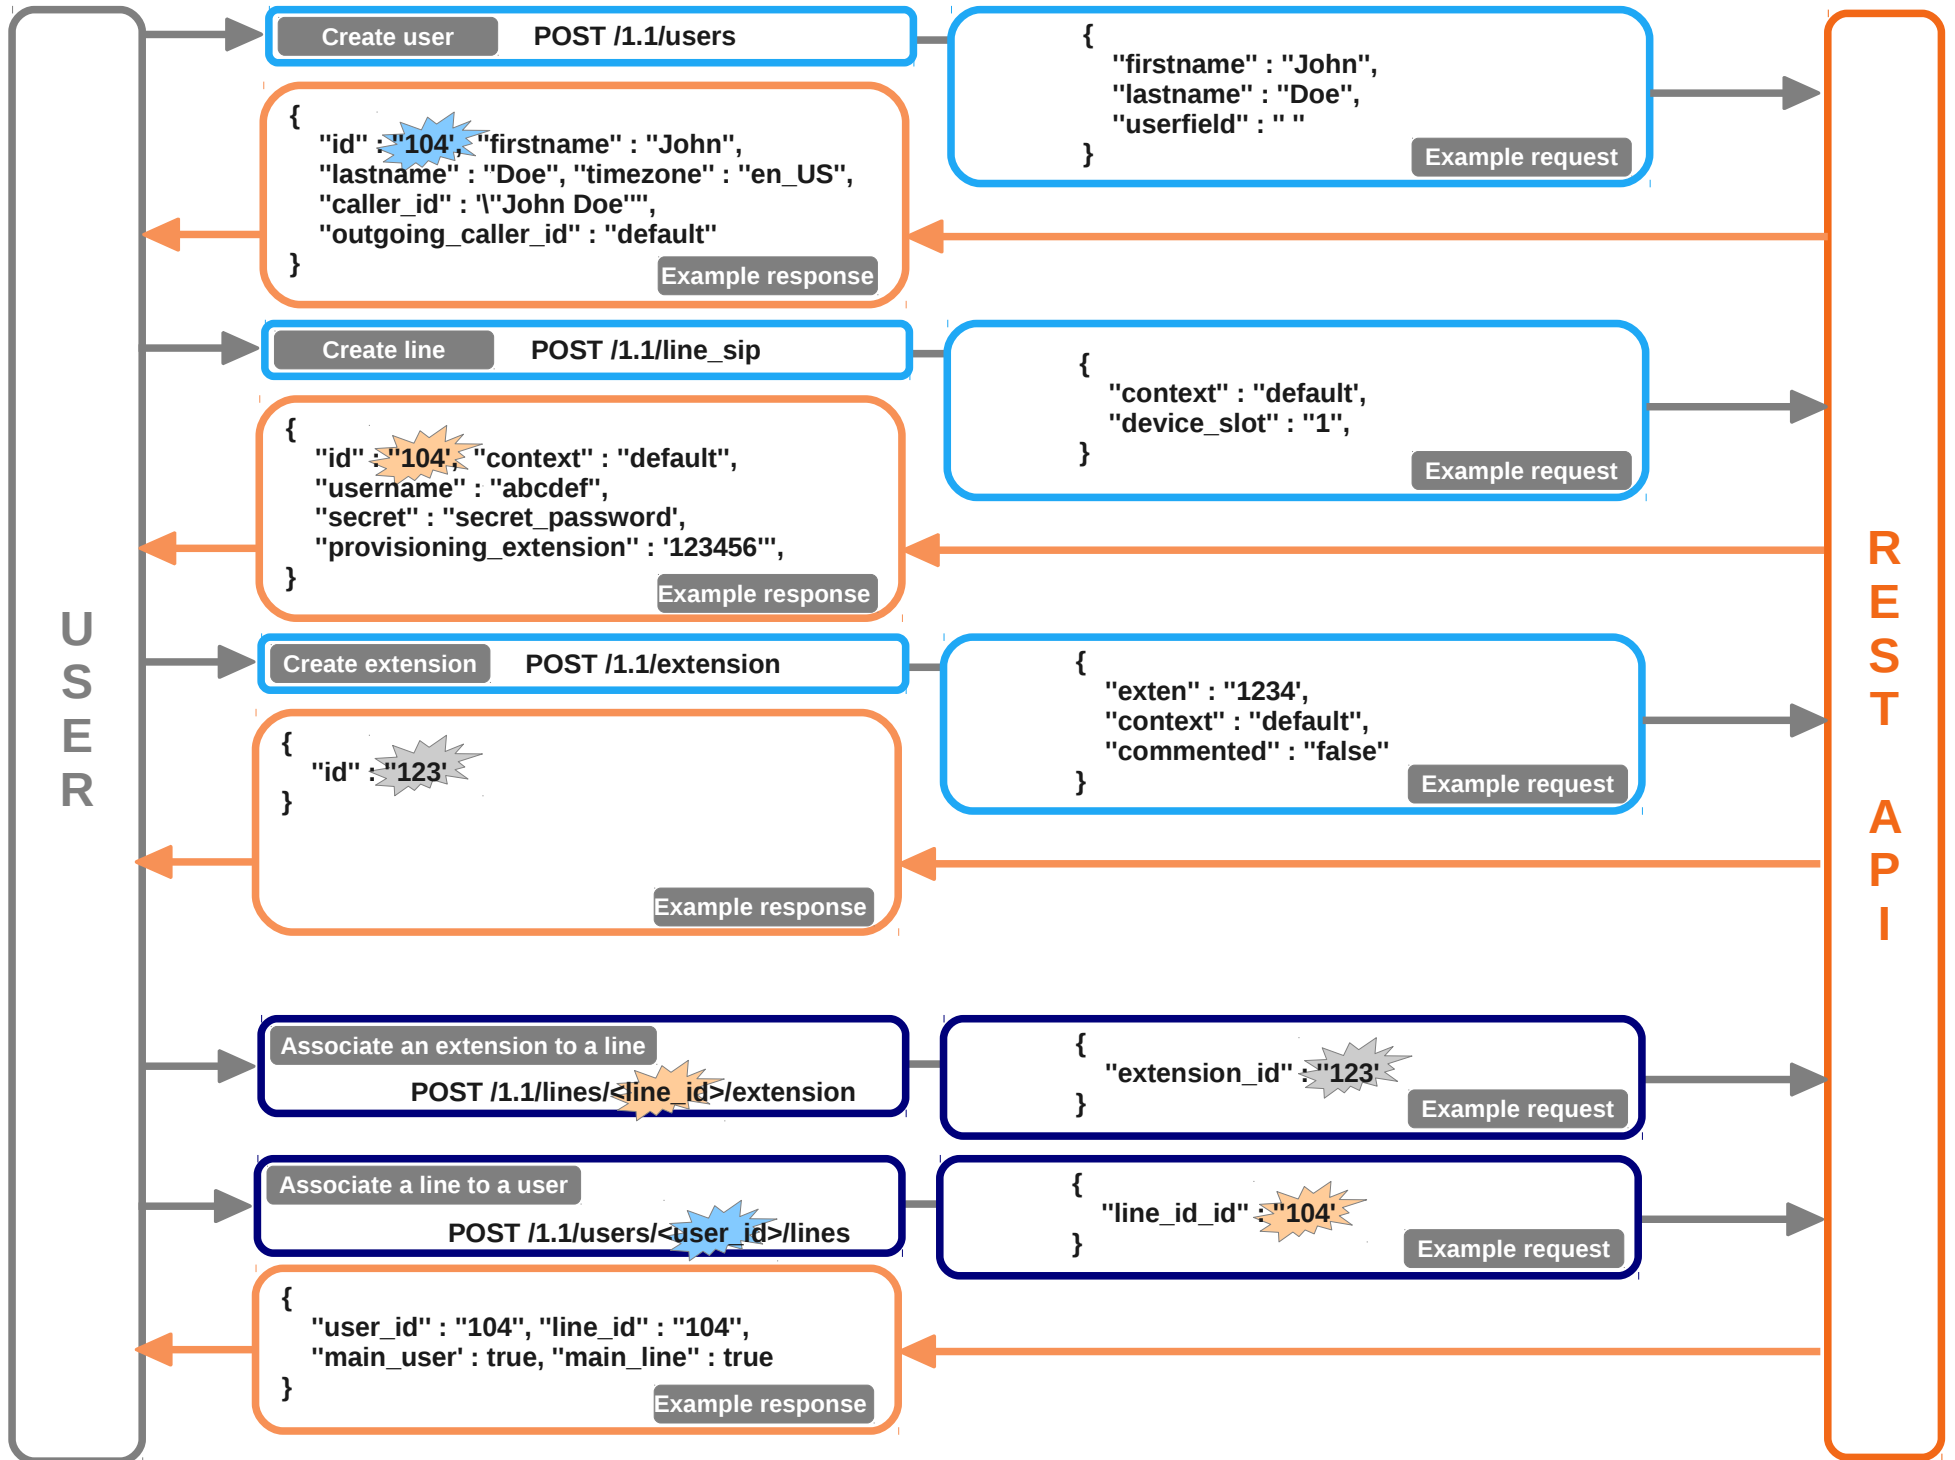 Create user POST /1.1/users
{
"firstname" : "John",
"lastname" : "Doe",
"userfield" : " "
}
Example request
{
"id" : "104', "firstname" : "John",
"lastname" : "Doe", "timezone" : "en_US",
"caller_id" : '\"John Doe"'",
"outgoing_caller_id" : "default"
}
Example response
Create line POST /1.1/line_sip
{
"context" : "default',
"device_slot" : "1",
}
Example request
{
"id" : "104', "context" : "default",
"username" : "abcdef",
"secret" : "secret_password',
"provisioning_extension" : '123456"',
}
Example response
Create extension POST /1.1/extension
{
"exten" : "1234',
"context" : "default",
"commented" : "false"
}
Example request
{
"id" : "123'
}
Example response
USER
REST API
Associate an extension to a line
POST /1.1/lines/<line_id>/extension
{
"extension_id" : "123'
}
Example request
Associate a line to a user
POST /1.1/users/<user_id>/lines
{
"line_id_id" : "104'
}
Example request
{
"user_id" : "104", "line_id" : "104",
"main_user' : true, "main_line" : true
}
Example response